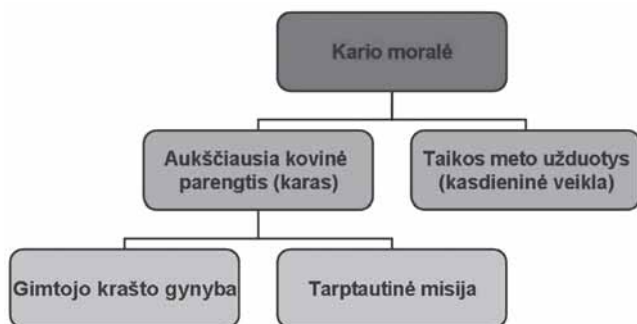 Kario moralė
Aukščiausia kovinė
parengtis (karas)
Taikos meto užduotys
(kasdieninė veikla)
Gimtojo krašto gynyba
Tarptautinė misija